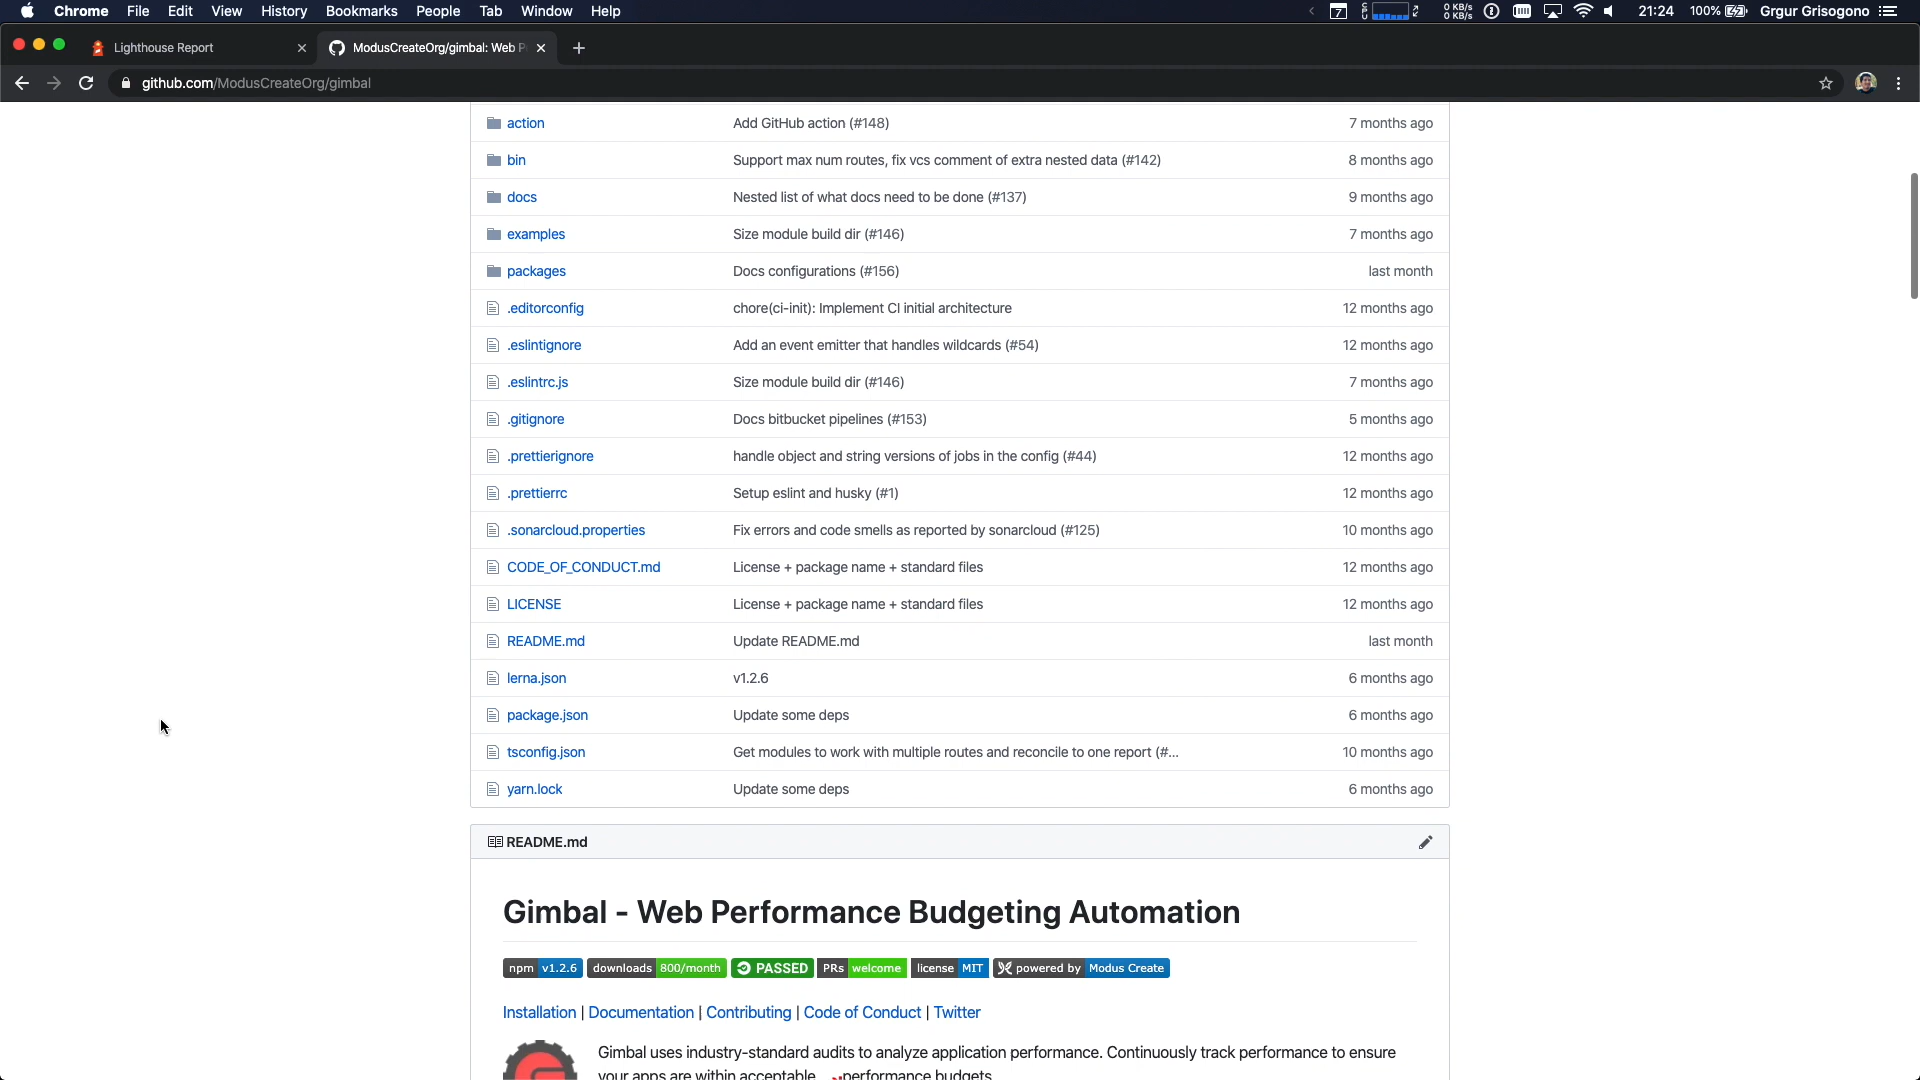 Chrome File Edit View History Bookmarks People Tab Window Help
7 CPU 0 KB/s 0 KB/s 21:24 100% Grgur Grisogono
Lighthouse Report ModusCreateOrg/gimbal: Web P
github.com/ModusCreateOrg/gimbal
action Add GitHub action (#148) 7 months ago
bin Support max num routes, fix vcs comment of extra nested data (#142) 8 months ago
docs Nested list of what docs need to be done (#137) 9 months ago
examples Size module build dir (#146) 7 months ago
packages Docs configurations (#156) last month
.editorconfig chore(ci-init): Implement CI initial architecture 12 months ago
.eslintignore Add an event emitter that handles wildcards (#54) 12 months ago
.eslintrc.js Size module build dir (#146) 7 months ago
.gitignore Docs bitbucket pipelines (#153) 5 months ago
.prettierignore handle object and string versions of jobs in the config (#44) 12 months ago
.prettierrc Setup eslint and husky (#1) 12 months ago
.sonarcloud.properties Fix errors and code smells as reported by sonarcloud (#125) 10 months ago
CODE_OF_CONDUCT.md License + package name + standard files 12 months ago
LICENSE License + package name + standard files 12 months ago
README.md Update README.md last month
lerna.json v1.2.6 6 months ago
package.json Update some deps 6 months ago
tsconfig.json Get modules to work with multiple routes and reconcile to one report (#... 10 months ago
yarn.lock Update some deps 6 months ago
README.md
Gimbal - Web Performance Budgeting Automation
npm v1.2.6 downloads 800/month PASSED PRs welcome license MIT powered by Modus Create
Installation | Documentation | Contributing | Code of Conduct | Twitter
Gimbal uses industry-standard audits to analyze application performance. Continuously track performance to ensure
your apps are within acceptable performance budgets